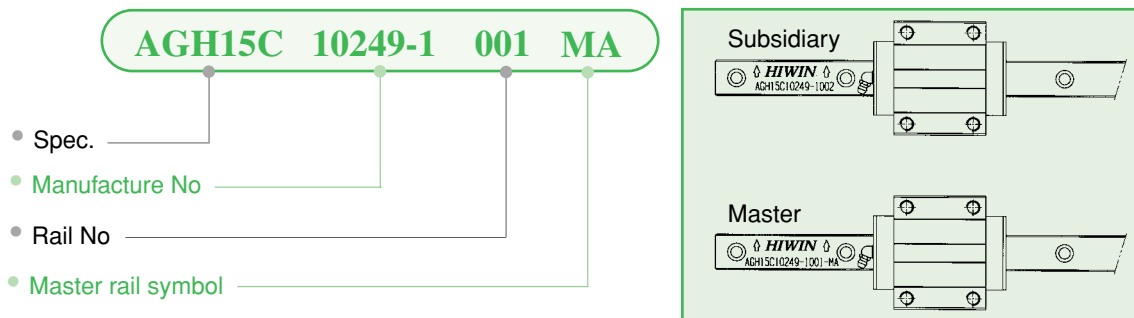 AGH15C 10249-1 001 MA
Spec.
Manufacture No
Rail No
Master rail symbol
Subsidiary
HIWIN
AGH15C10249-1002
Master
HIWIN
AGH15C10249-1001-MA